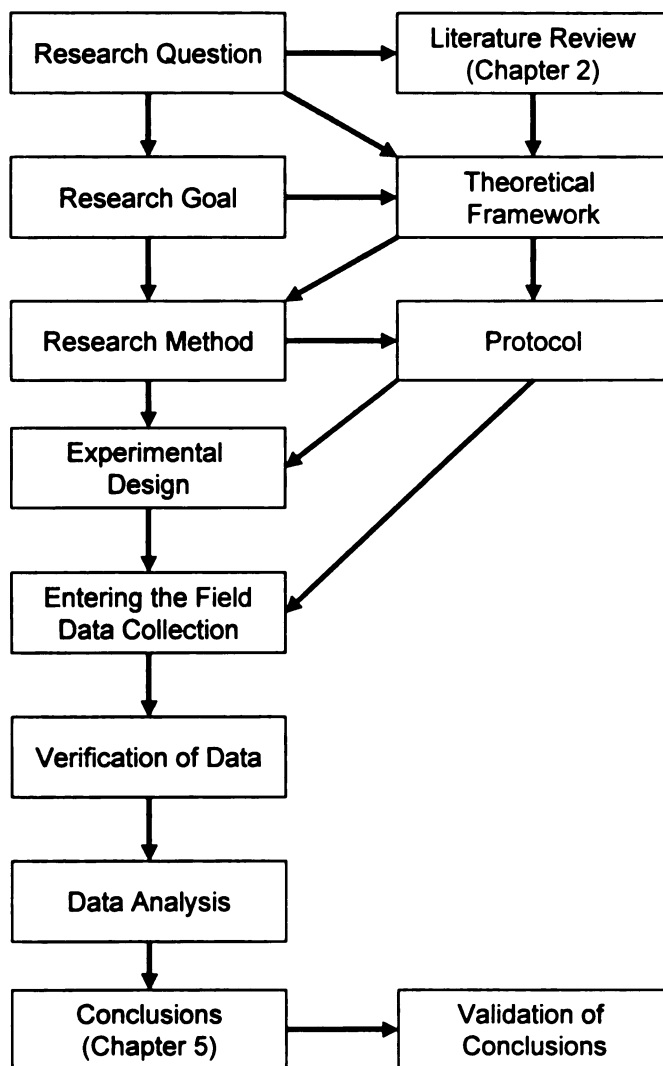 Research Question
Literature Review
(Chapter 2)
Research Goal
Theoretical
Framework
Research Method
Protocol
Experimental
Design
Entering the Field
Data Collection
Verification of Data
Data Analysis
Conclusions
(Chapter 5)
Validation of
Conclusions